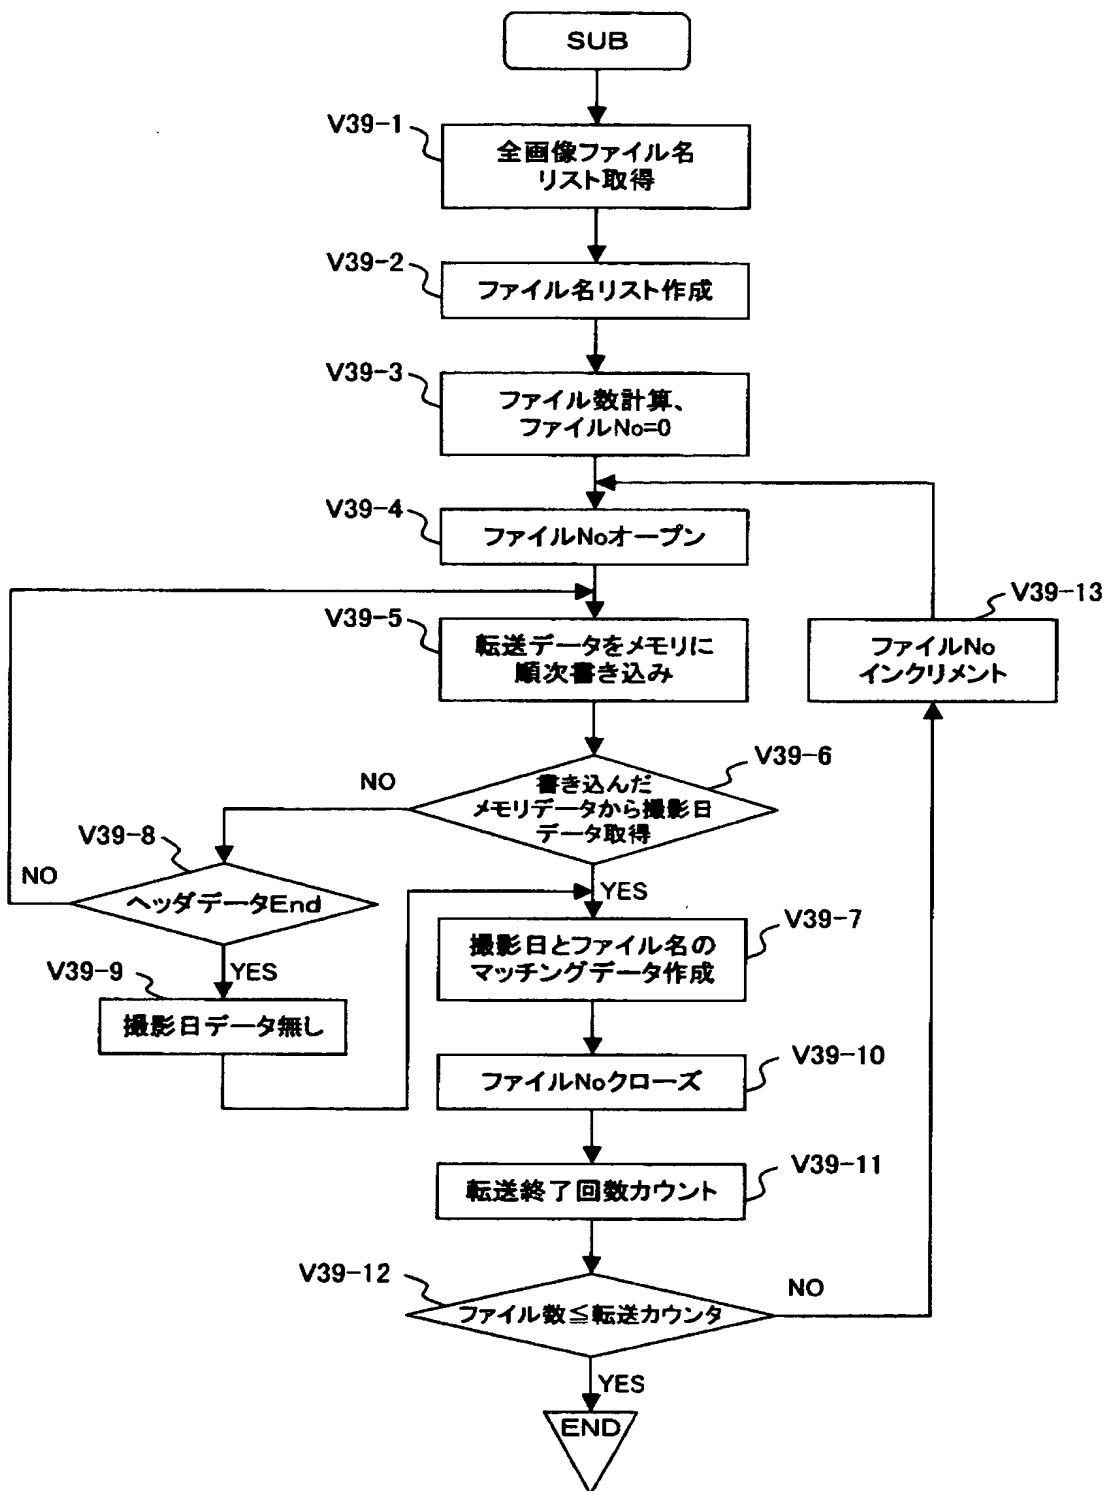 SUB
V39-1
全画像ファイル名
リスト取得
V39-2
ファイル名リスト作成
V39-3
ファイル数計算、
ファイルNo=0
V39-4
ファイルNoオープン
V39-13
ファイルNo
インクリメント
V39-5
転送データをメモリに
順次書き込み
V39-6
NO
書き込んだ
メモリデータから撮影日
データ取得
V39-8
NO
ヘッダデータEnd
YES
YES
V39-7
撮影日とファイル名の
マッチングデータ作成
V39-9
撮影日データ無し
V39-10
ファイルNoクローズ
V39-11
転送終了回数カウント
V39-12
NO
ファイル数≦転送カウンタ
YES
END